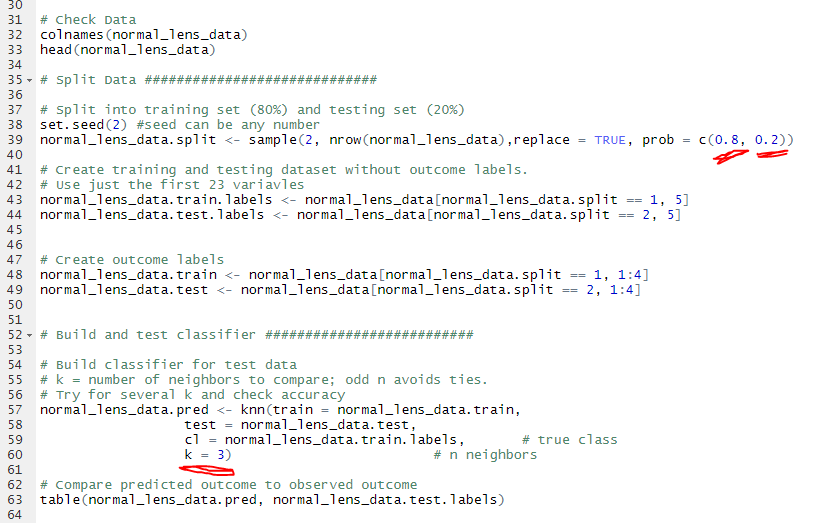 30
31 # Check Data
32 colnames(normal_lens_data)
33 head(normal_lens_data)
34
35 # Split Data #############################
36
37 # Split into training set (80%) and testing set (20%)
38 set.seed(2) #seed can be any number
39 normal_lens_data.split <- sample(2, nrow(normal_lens_data),replace = TRUE, prob = c(0.8, 0.2))
40
41 # Create training and testing dataset without outcome labels.
42 # Use just the first 23 variavles
43 normal_lens_data.train.labels <- normal_lens_data[normal_lens_data.split == 1, 5]
44 normal_lens_data.test.labels <- normal_lens_data[normal_lens_data.split == 2, 5]
45
46
47 # Create outcome labels
48 normal_lens_data.train <- normal_lens_data[normal_lens_data.split == 1, 1:4]
49 normal_lens_data.test <- normal_lens_data[normal_lens_data.split == 2, 1:4]
50
51
52 # Build and test classifier ##########################
53
54 # Build classifier for test data
55 # k = number of neighbors to compare; odd n avoids ties.
56 # Try for several k and check accuracy
57 normal_lens_data.pred <- knn(train = normal_lens_data.train,
58 test = normal_lens_data.test,
59 cl = normal_lens_data.train.labels, # true class
60 k = 3) # n neighbors
61
62 # Compare predicted outcome to observed outcome
63 table(normal_lens_data.pred, normal_lens_data.test.labels)
64